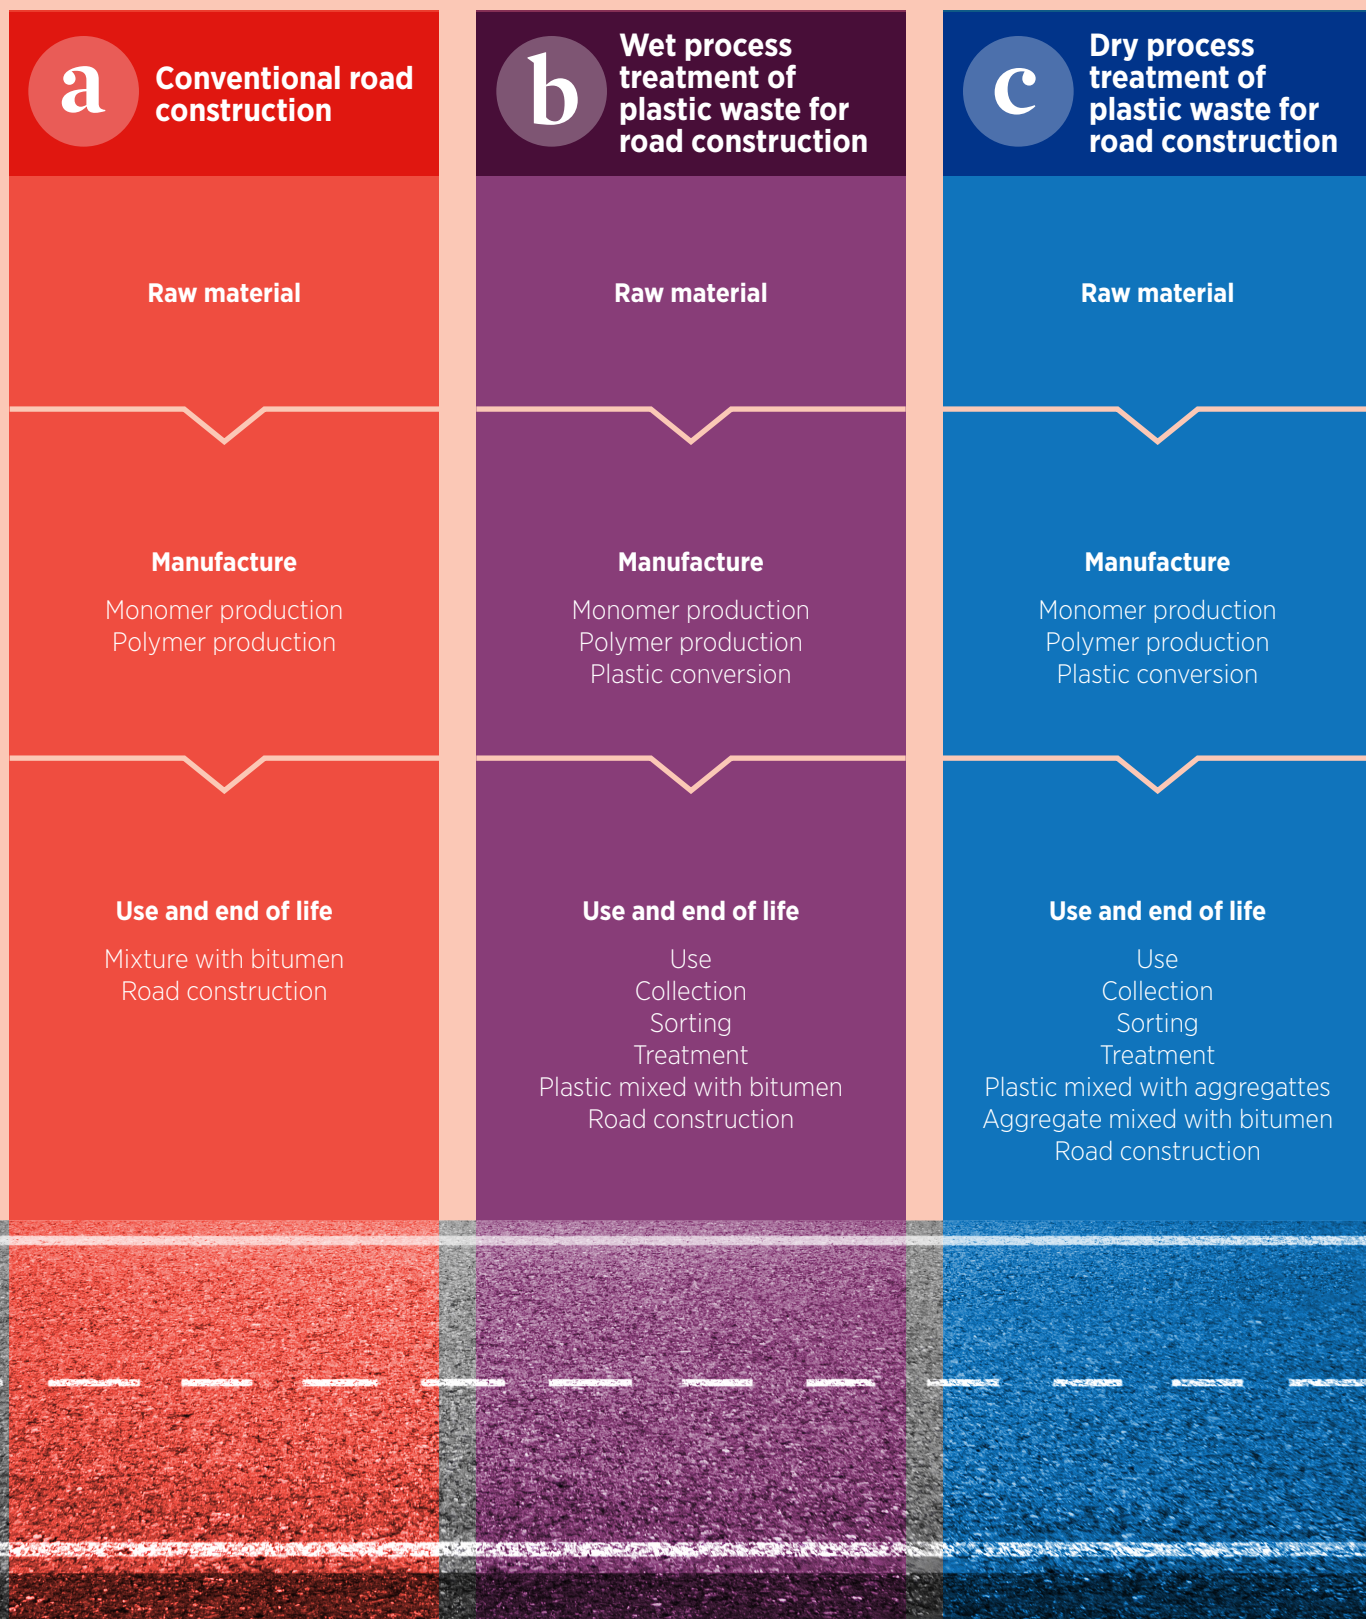 a
Conventional road
construction
Raw material
Manufacture
Monomer production
Polymer production
Use and end of life
Mixture with bitumen
Road construction
b
Wet process
treatment of
plastic waste for
road construction
Raw material
Manufacture
Monomer production
Polymer production
Plastic conversion
Use and end of life
Use
Collection
Sorting
Treatment
Plastic mixed with bitumen
Road construction
c
Dry process
treatment of
plastic waste for
road construction
Raw material
Manufacture
Monomer production
Polymer production
Plastic conversion
Use and end of life
Use
Collection
Sorting
Treatment
Plastic mixed with aggregattes
Aggregate mixed with bitumen
Road construction